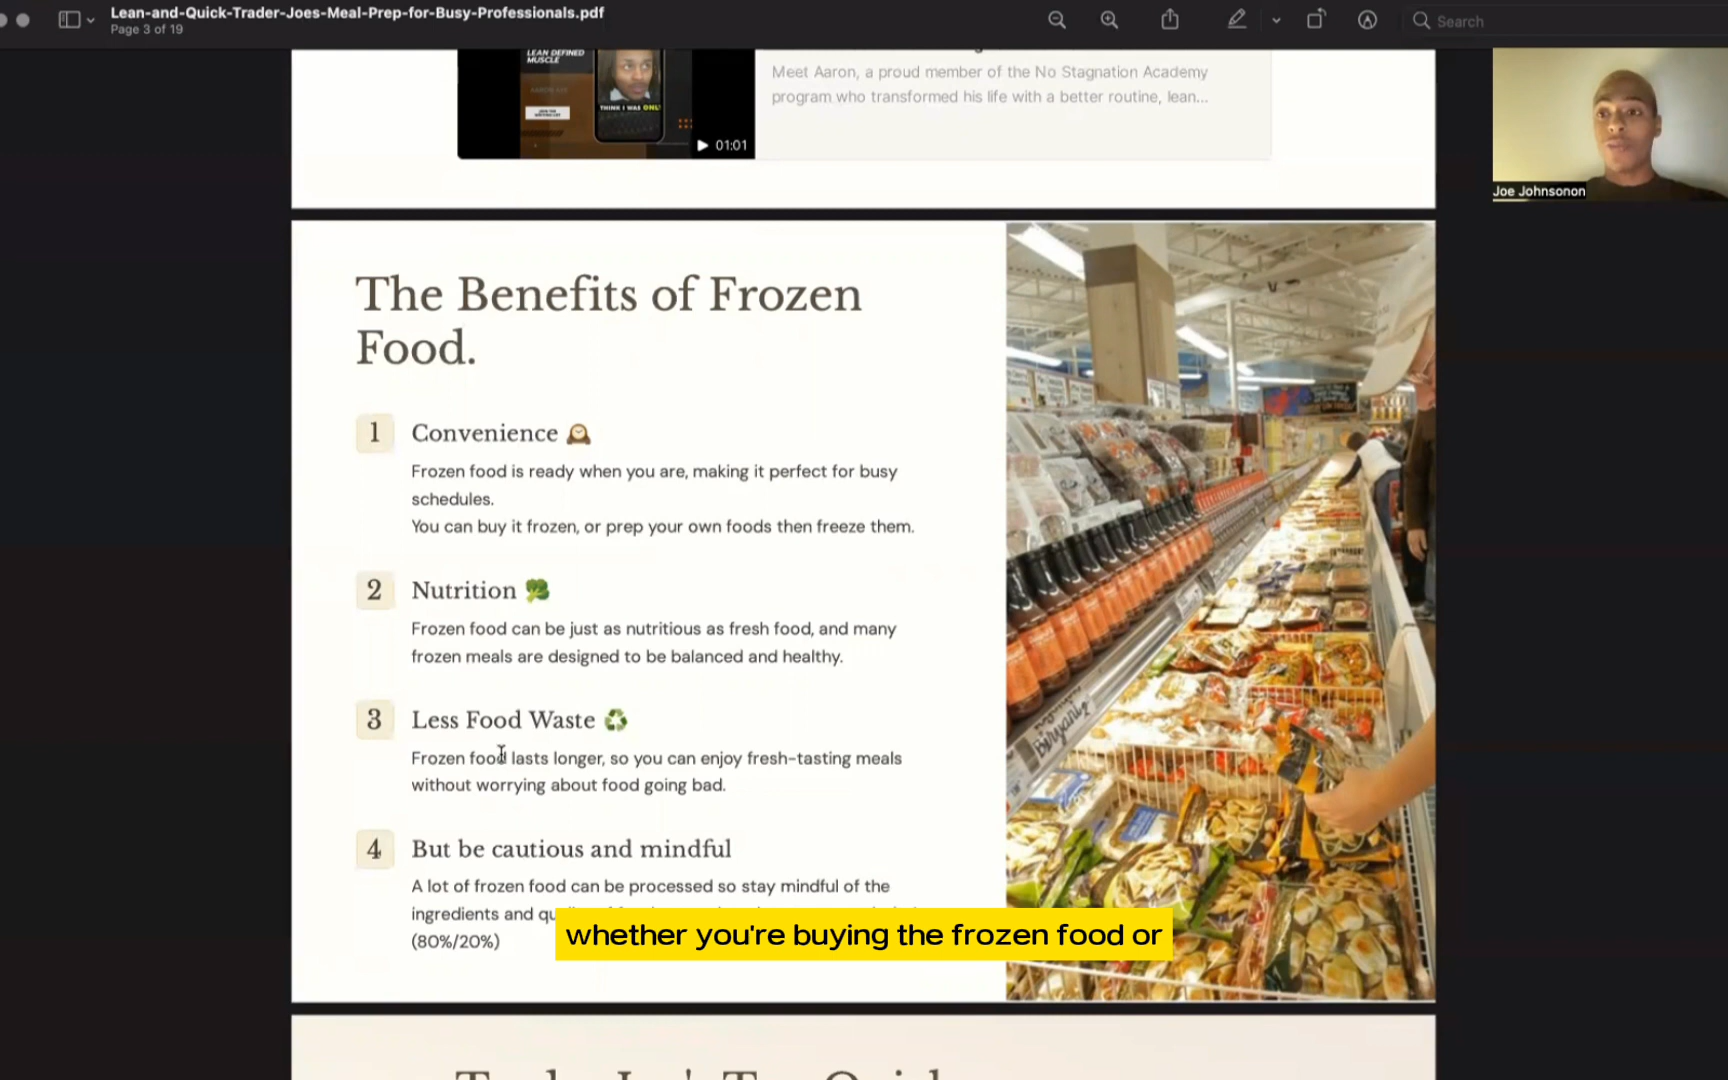 Lean-and-Quick-Trader-Joes-Meal-Prep-for-Busy-Professionals.pdf
Page 3 of 19
Search
LEAN DEFINED
MUSCLE
THINK I WAS ONLY
01:01
Meet Aaron, a proud member of the No Stagnation Academy
program who transformed his life with a better routine, lean...
Joe Johnsonon
The Benefits of Frozen
Food.
1 Convenience 🕰️
Frozen food is ready when you are, making it perfect for busy
schedules.
You can buy it frozen, or prep your own foods then freeze them.
2 Nutrition 🥦
Frozen food can be just as nutritious as fresh food, and many
frozen meals are designed to be balanced and healthy.
3 Less Food Waste ♻️
Frozen food lasts longer, so you can enjoy fresh-tasting meals
without worrying about food going bad.
4 But be cautious and mindful
A lot of frozen food can be processed so stay mindful of the
ingredients and
(80%/20%)
whether you're buying the frozen food or